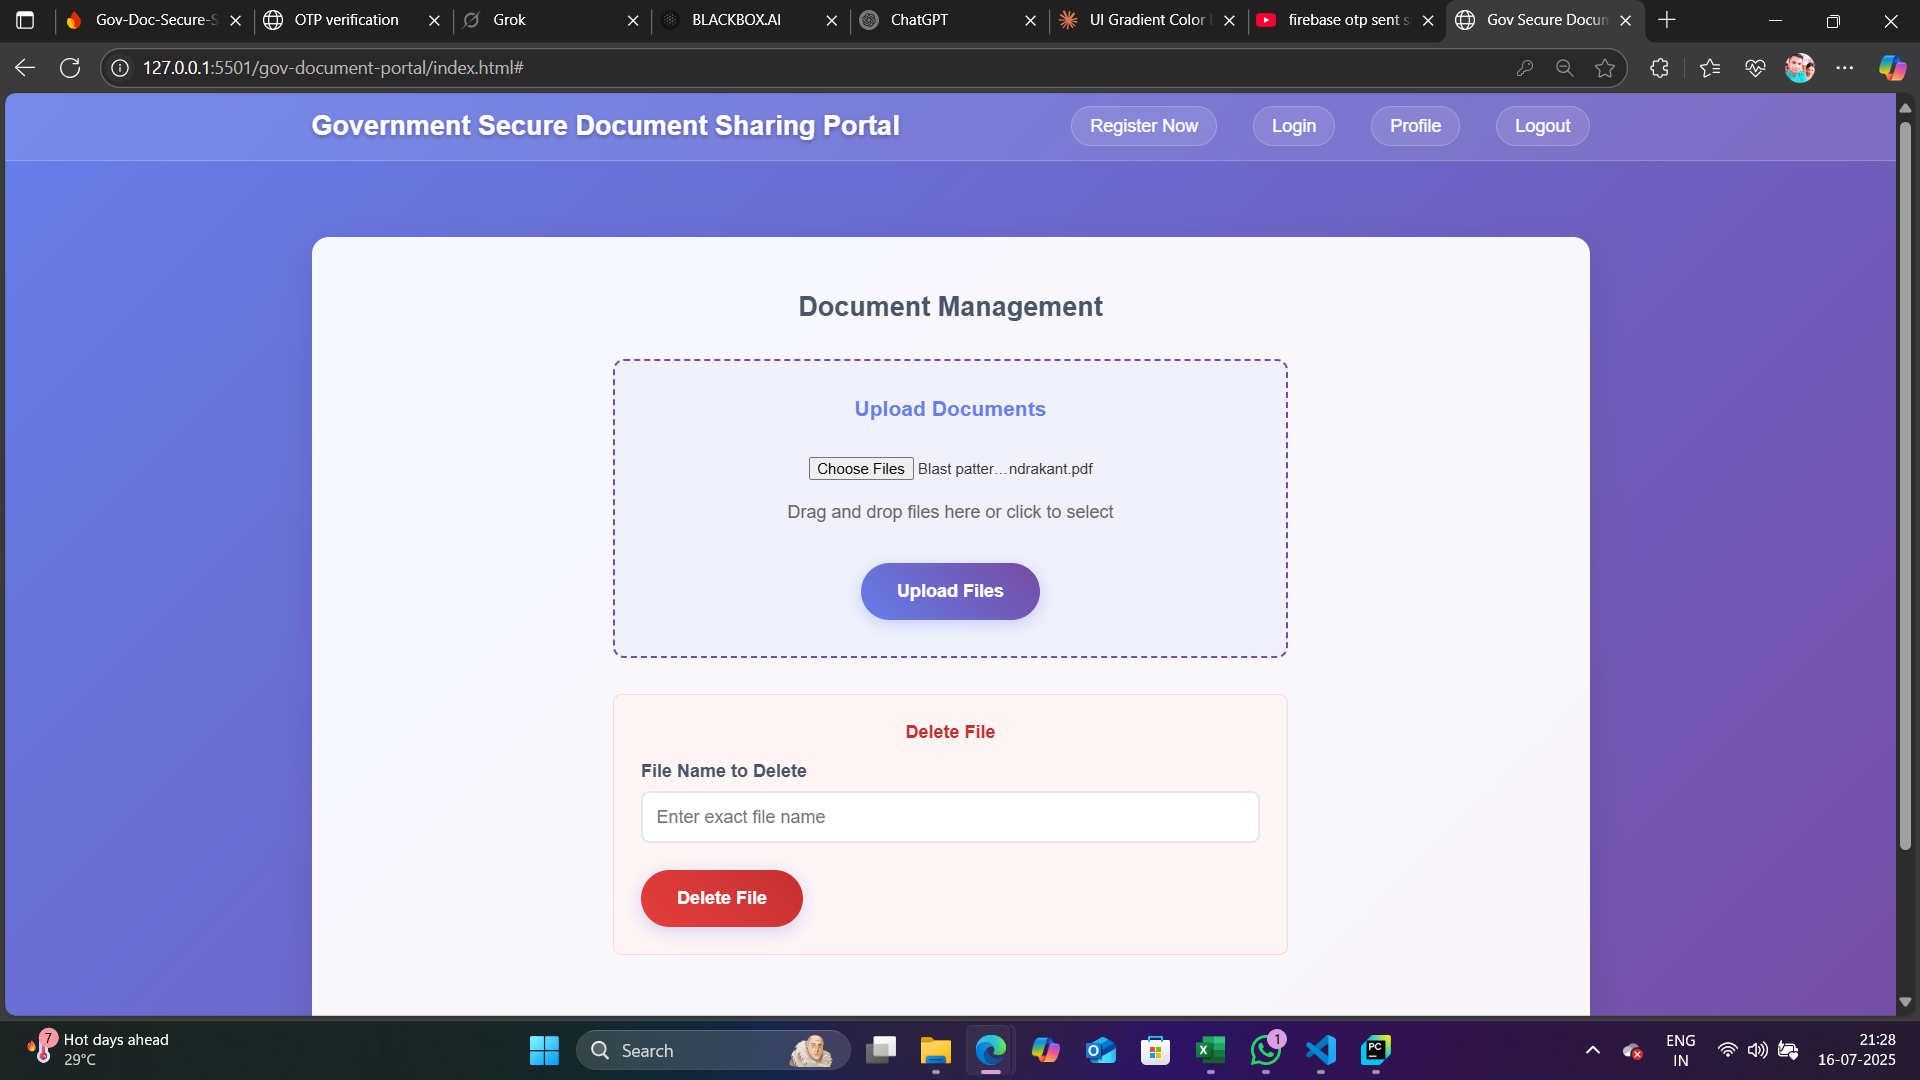 Gov-Doc-Secure-S
OTP verification
Grok
BLACKBOX.AI
ChatGPT
UI Gradient Color
firebase otp sent s
Gov Secure Docum
127.0.0.1:5501/gov-document-portal/index.html#
Government Secure Document Sharing Portal
Register Now
Login
Profile
Logout
Document Management
Upload Documents
Choose Files Blast patter...ndrakant.pdf
Drag and drop files here or click to select
Upload Files
Delete File
File Name to Delete
Enter exact file name
Delete File
7
Hot days ahead
29°C
Search
1
PC
ENG
IN
21:28
16-07-2025